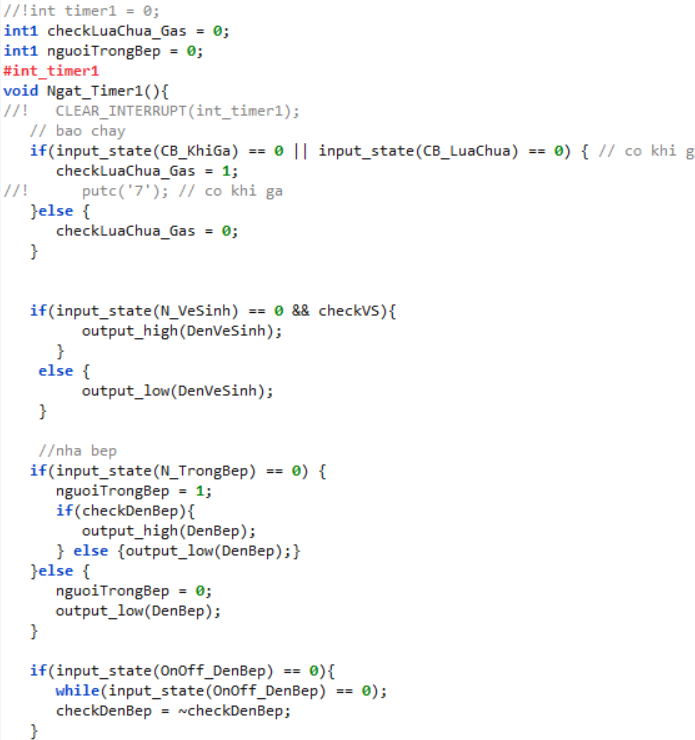 //!int timer1 = 0;
int1 checkLuaChua_Gas = 0;
int1 nguoiTrongBep = 0;
#int_timer1
void Ngat_Timer1(){
//!   CLEAR_INTERRUPT(int_timer1);
   // bao chay
   if(input_state(CB_KhiGa) == 0 || input_state(CB_LuaChua) == 0) { // co khi g
      checkLuaChua_Gas = 1;
//!      putc('7'); // co khi ga
   }else {
      checkLuaChua_Gas = 0;
   }
   if(input_state(N_VeSinh) == 0 && checkVS){
         output_high(DenVeSinh);
      }
    else {
         output_low(DenVeSinh);
    }
    //nha bep
   if(input_state(N_TrongBep) == 0) {
      nguoiTrongBep = 1;
      if(checkDenBep){
         output_high(DenBep);
      } else {output_low(DenBep);}
   }else {
      nguoiTrongBep = 0;
      output_low(DenBep);
   }
   if(input_state(OnOff_DenBep) == 0){
      while(input_state(OnOff_DenBep) == 0);
      checkDenBep = ~checkDenBep;
   }